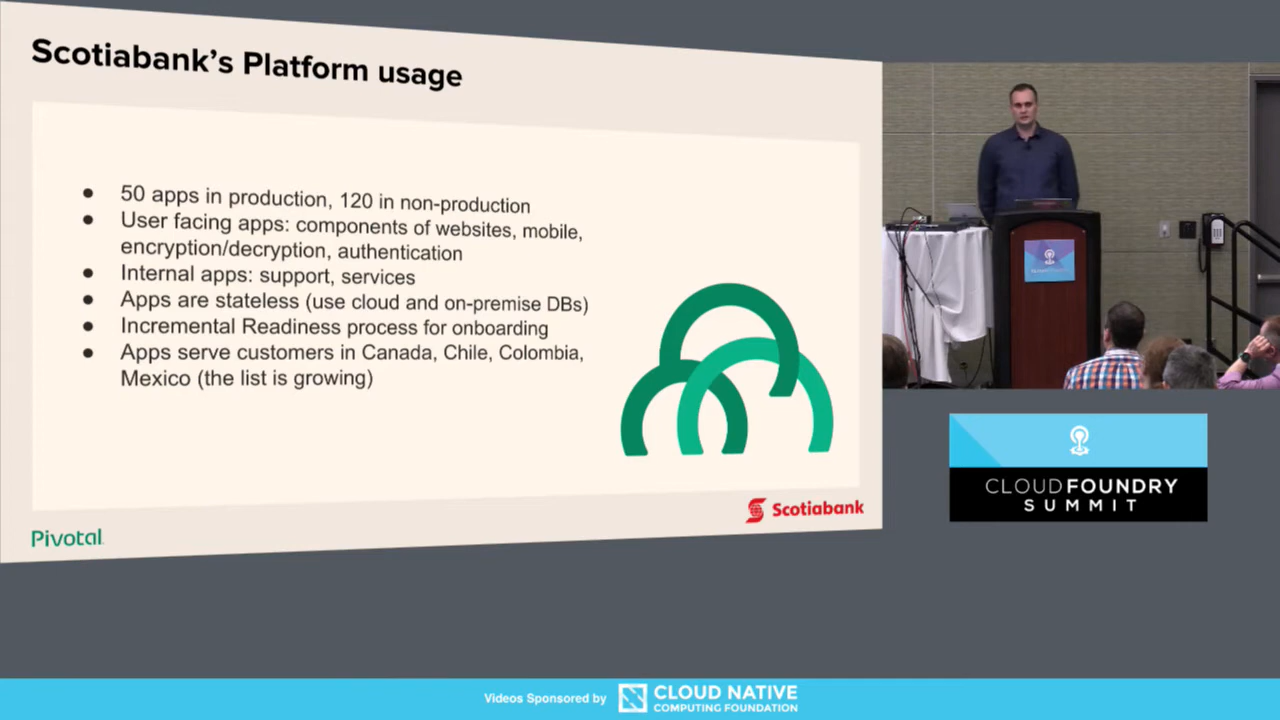 Scotiabank's Platform usage
● 50 apps in production, 120 in non-production
● User facing apps: components of websites, mobile,
encryption/decryption, authentication
● Internal apps: support, services
● Apps are stateless (use cloud and on-premise DBs)
● Incremental Readiness process for onboarding
● Apps serve customers in Canada, Chile, Colombia,
Mexico (the list is growing)
Scotiabank
Pivotal
CLOUD FOUNDRY
SUMMIT
Videos Sponsored by
CLOUD NATIVE
COMPUTING FOUNDATION